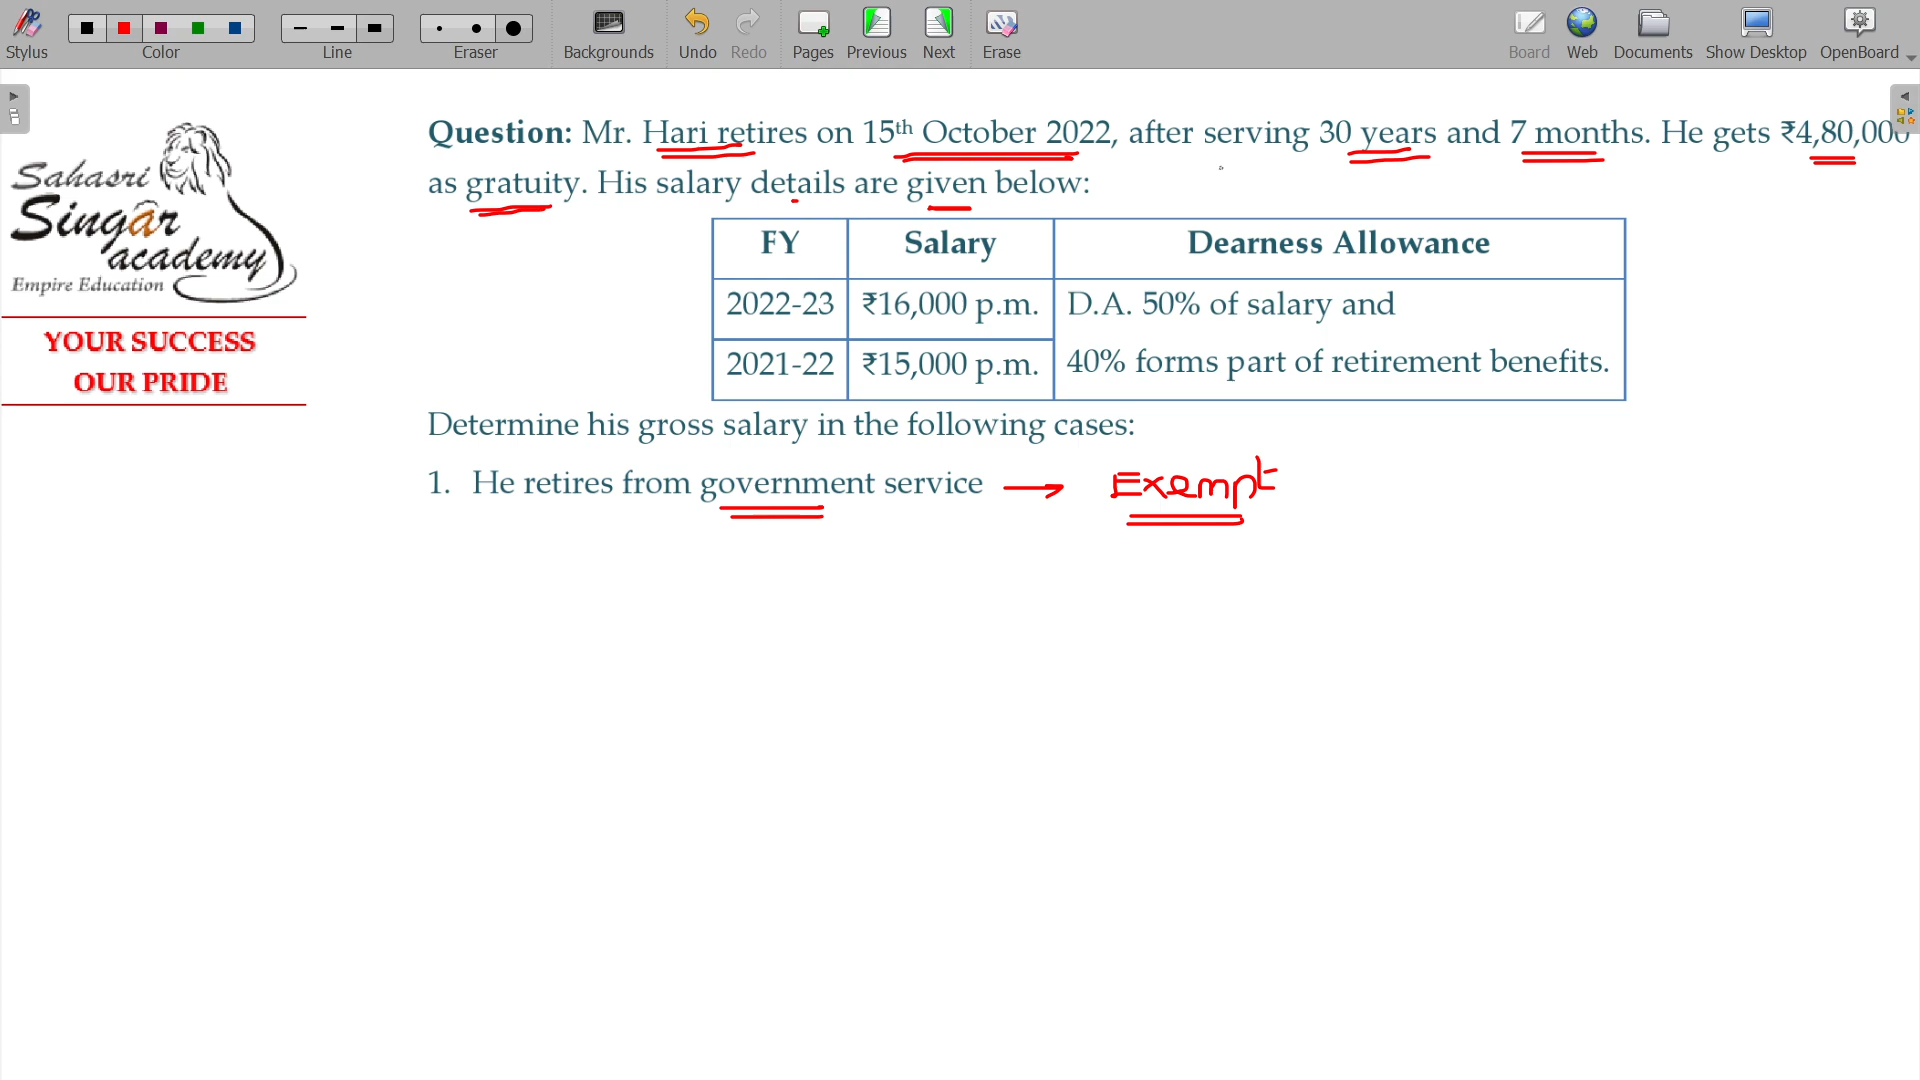 Stylus Color Line Eraser Backgrounds Undo Redo Pages Previous Next Erase Board Web Documents Show Desktop OpenBoard
Sahasri
Singar
academy
Empire Education
YOUR SUCCESS
OUR PRIDE
Question: Mr. Hari retires on 15th October 2022, after serving 30 years and 7 months. He gets ₹4,80,000
as gratuity. His salary details are given below:
FY Salary Dearness Allowance
2022-23 ₹16,000 p.m. D.A. 50% of salary and
2021-22 ₹15,000 p.m. 40% forms part of retirement benefits.
Determine his gross salary in the following cases:
1. He retires from government service → Exempt